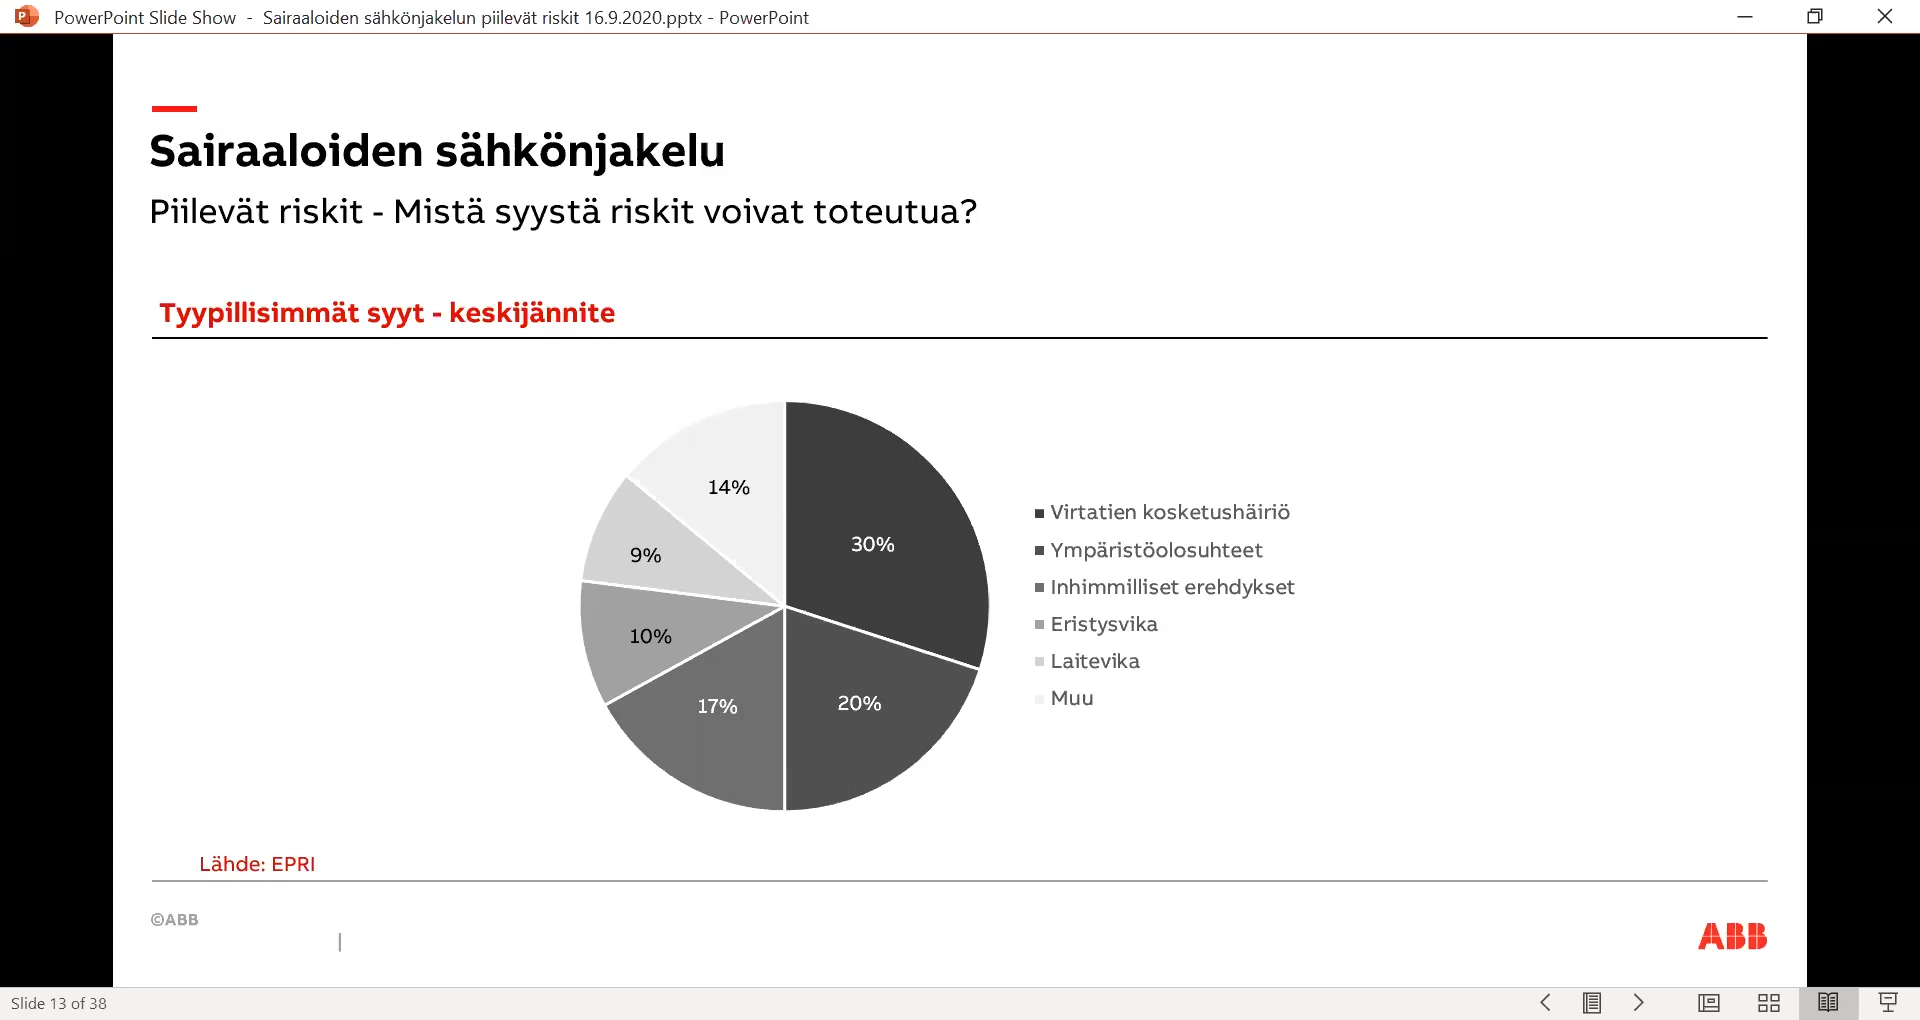 PowerPoint Slide Show - Sairaaloiden sähkönjakelun piilevät riskit 16.9.2020.pptx - PowerPoint
Sairaaloiden sähkönjakelu
Piilevät riskit - Mistä syystä riskit voivat toteutua?
Tyypillisimmät syyt - keskijännite
14%
30%
9%
10%
17%
20%
Virtatien kosketushäiriö
Ympäristöolosuhteet
Inhimmilliset erehdykset
Eristysvika
Laitevika
Muu
Lähde: EPRI
©ABB
ABB
Slide 13 of 38